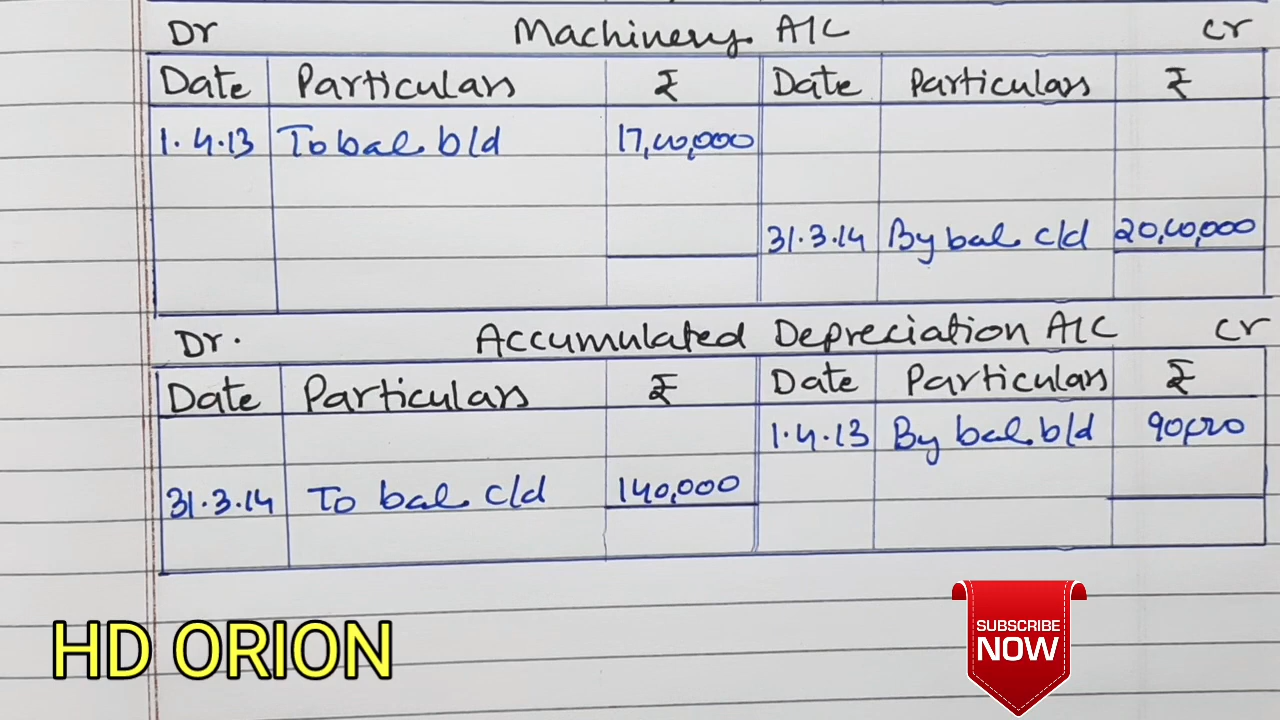 Dr Machinery A/C Cr
Date Particulars ₹ Date Particulars ₹
1.4.13 To bal b/d 17,40,000
31.3.14 By bal c/d 20,40,000
Dr. Accumulated Depreciation A/C Cr
Date Particulars ₹ Date Particulars ₹
1.4.13 By bal b/d 90,000
31.3.14 To bal c/d 140,000
HD ORION
SUBSCRIBE
NOW